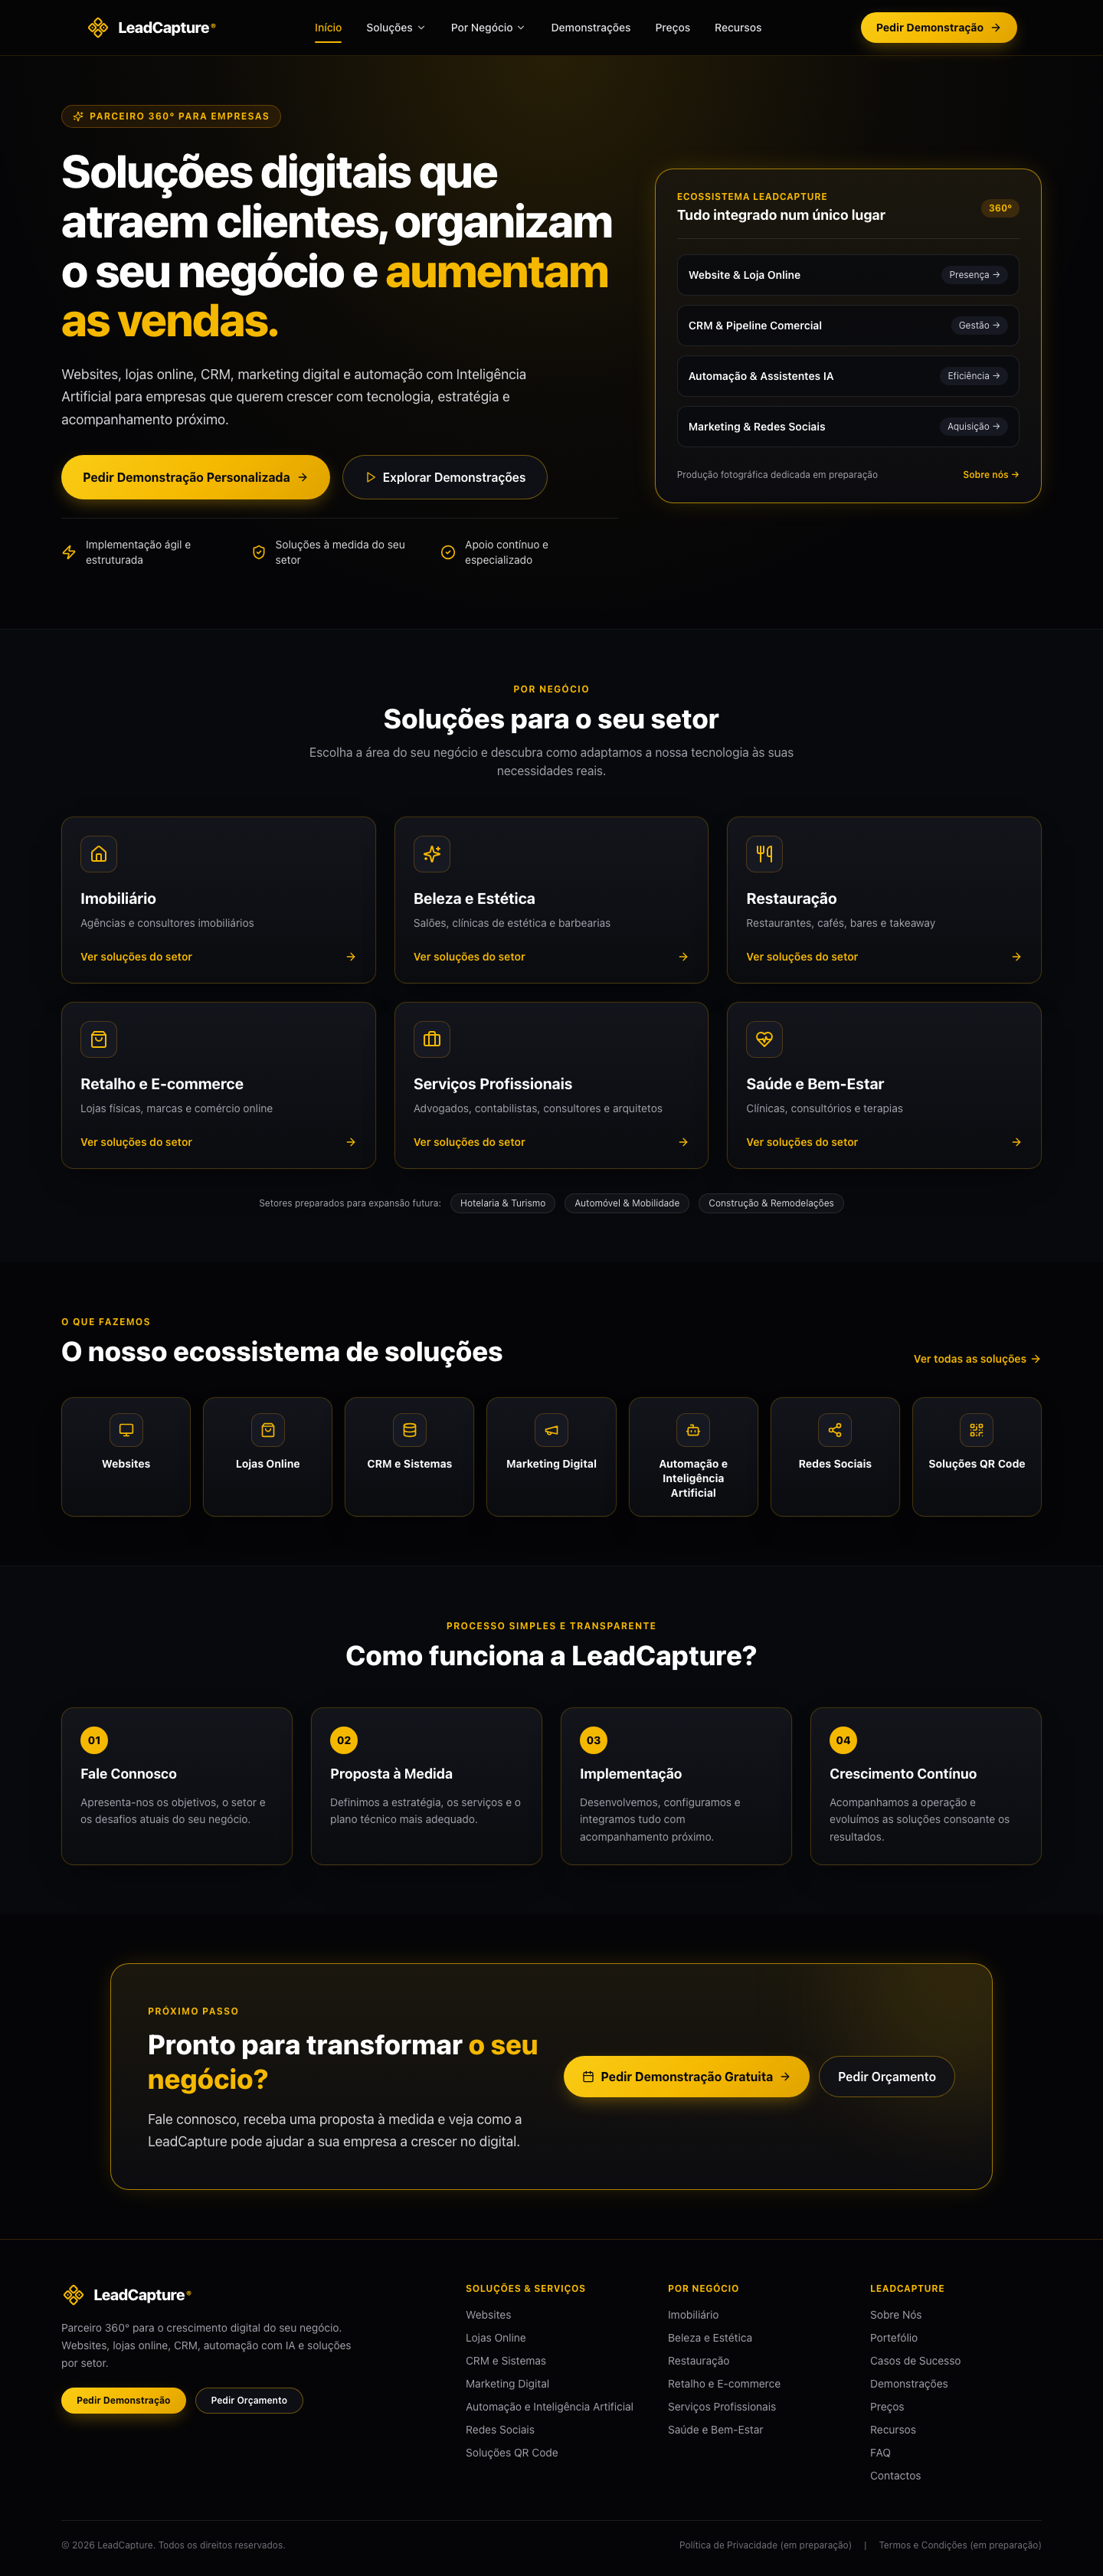 LeadCapture®
Início
Soluções
Por Negócio
Demonstrações
Preços
Recursos
Pedir Demonstração →
PARCEIRO 360º PARA EMPRESAS
Soluções digitais que
atraem clientes, organizam
o seu negócio e aumentam
as vendas.
Websites, lojas online, CRM, marketing digital e automação com Inteligência
Artificial para empresas que querem crescer com tecnologia, estratégia e
acompanhamento próximo.
Pedir Demonstração Personalizada →
Explorar Demonstrações
Implementação ágil e
estruturada
Soluções à medida do seu
setor
Apoio contínuo e
especializado
ECOSSISTEMA LEADCAPTURE
Tudo integrado num único lugar
360º
Website & Loja Online
Presença →
CRM & Pipeline Comercial
Gestão →
Automação & Assistentes IA
Eficiência →
Marketing & Redes Sociais
Aquisição →
Produção fotográfica dedicada em preparação
Sobre nós →
POR NEGÓCIO
Soluções para o seu setor
Escolha a área do seu negócio e descubra como adaptamos a nossa tecnologia às suas
necessidades reais.
Imobiliário
Agências e consultores imobiliários
Ver soluções do setor →
Beleza e Estética
Salões, clínicas de estética e barbearias
Ver soluções do setor →
Restauração
Restaurantes, cafés, bares e takeaway
Ver soluções do setor →
Retalho e E-commerce
Lojas físicas, marcas e comércio online
Ver soluções do setor →
Serviços Profissionais
Advogados, contabilistas, consultores e arquitetos
Ver soluções do setor →
Saúde e Bem-Estar
Clínicas, consultórios e terapias
Ver soluções do setor →
Setores preparados para expansão futura:
Hotelaria & Turismo
Automóvel & Mobilidade
Construção & Remodelações
O QUE FAZEMOS
O nosso ecossistema de soluções
Ver todas as soluções →
Websites
Lojas Online
CRM e Sistemas
Marketing Digital
Automação e
Inteligência
Artificial
Redes Sociais
Soluções QR Code
PROCESSO SIMPLES E TRANSPARENTE
Como funciona a LeadCapture?
01
Fale Connosco
Apresenta-nos os objetivos, o setor e
os desafios atuais do seu negócio.
02
Proposta à Medida
Definimos a estratégia, os serviços e o
plano técnico mais adequado.
03
Implementação
Desenvolvemos, configuramos e
integramos tudo com
acompanhamento próximo.
04
Crescimento Contínuo
Acompanhamos a operação e
evoluímos as soluções consoante os
resultados.
PRÓXIMO PASSO
Pronto para transformar o seu
negócio?
Fale connosco, receba uma proposta à medida e veja como a
LeadCapture pode ajudar a sua empresa a crescer no digital.
Pedir Demonstração Gratuita →
Pedir Orçamento
LeadCapture®
Parceiro 360° para o crescimento digital do seu negócio.
Websites, lojas online, CRM, automação com IA e soluções
por setor.
Pedir Demonstração
Pedir Orçamento
SOLUÇÕES & SERVIÇOS
Websites
Lojas Online
CRM e Sistemas
Marketing Digital
Automação e Inteligência Artificial
Redes Sociais
Soluções QR Code
POR NEGÓCIO
Imobiliário
Beleza e Estética
Restauração
Retalho e E-commerce
Serviços Profissionais
Saúde e Bem-Estar
LEADCAPTURE
Sobre Nós
Portefólio
Casos de Sucesso
Demonstrações
Preços
Recursos
FAQ
Contactos
© 2026 LeadCapture. Todos os direitos reservados.
Política de Privacidade (em preparação) | Termos e Condições (em preparação)